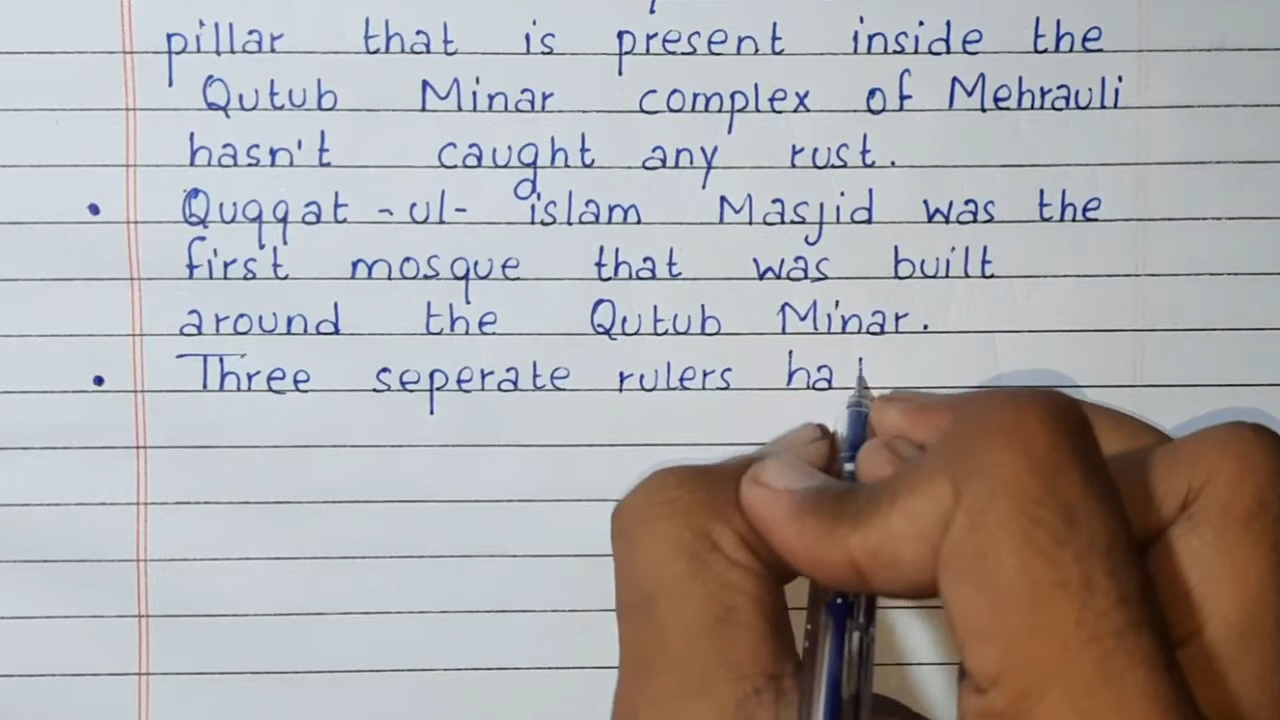 pillar that is present inside the
Qutub Minar complex of Mehrauli
hasn't caught any rust.
• Quqqat -ul- islam Masjid was the
first mosque that was built
around the Qutub Minar.
• Three seperate rulers ha